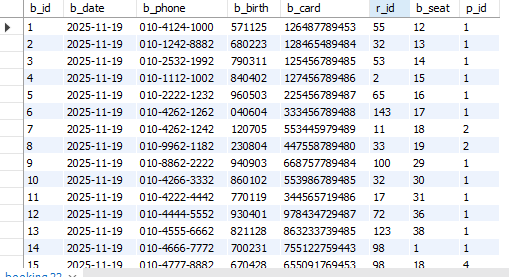 b_id b_date b_phone b_birth b_card r_id b_seat p_id
1 2025-11-19 010-4124-1000 571125 126487789453 55 12 1
2 2025-11-19 010-1242-8882 680223 128465489484 32 13 1
3 2025-11-19 010-2532-1992 790311 125456789485 53 14 1
4 2025-11-19 010-1112-1002 840402 127456789486 2 15 1
5 2025-11-19 010-2222-1232 960503 225456789487 65 16 1
6 2025-11-19 010-4262-1262 040604 333456789488 143 17 1
7 2025-11-19 010-4262-1242 120705 553445979489 11 18 2
8 2025-11-19 010-9962-1182 230804 447558789480 33 19 2
9 2025-11-19 010-8862-2222 940903 668757789484 100 29 1
10 2025-11-19 010-4266-3332 860102 553986789485 32 30 1
11 2025-11-19 010-4222-4442 770119 344565719486 17 31 1
12 2025-11-19 010-4444-5552 930401 978434729487 72 36 1
13 2025-11-19 010-4555-6662 821128 863233739485 123 38 1
14 2025-11-19 010-4666-7772 700231 755122759443 98 1 1
15 2025-11-19 010-4777-8882 670428 655091769453 98 18 4